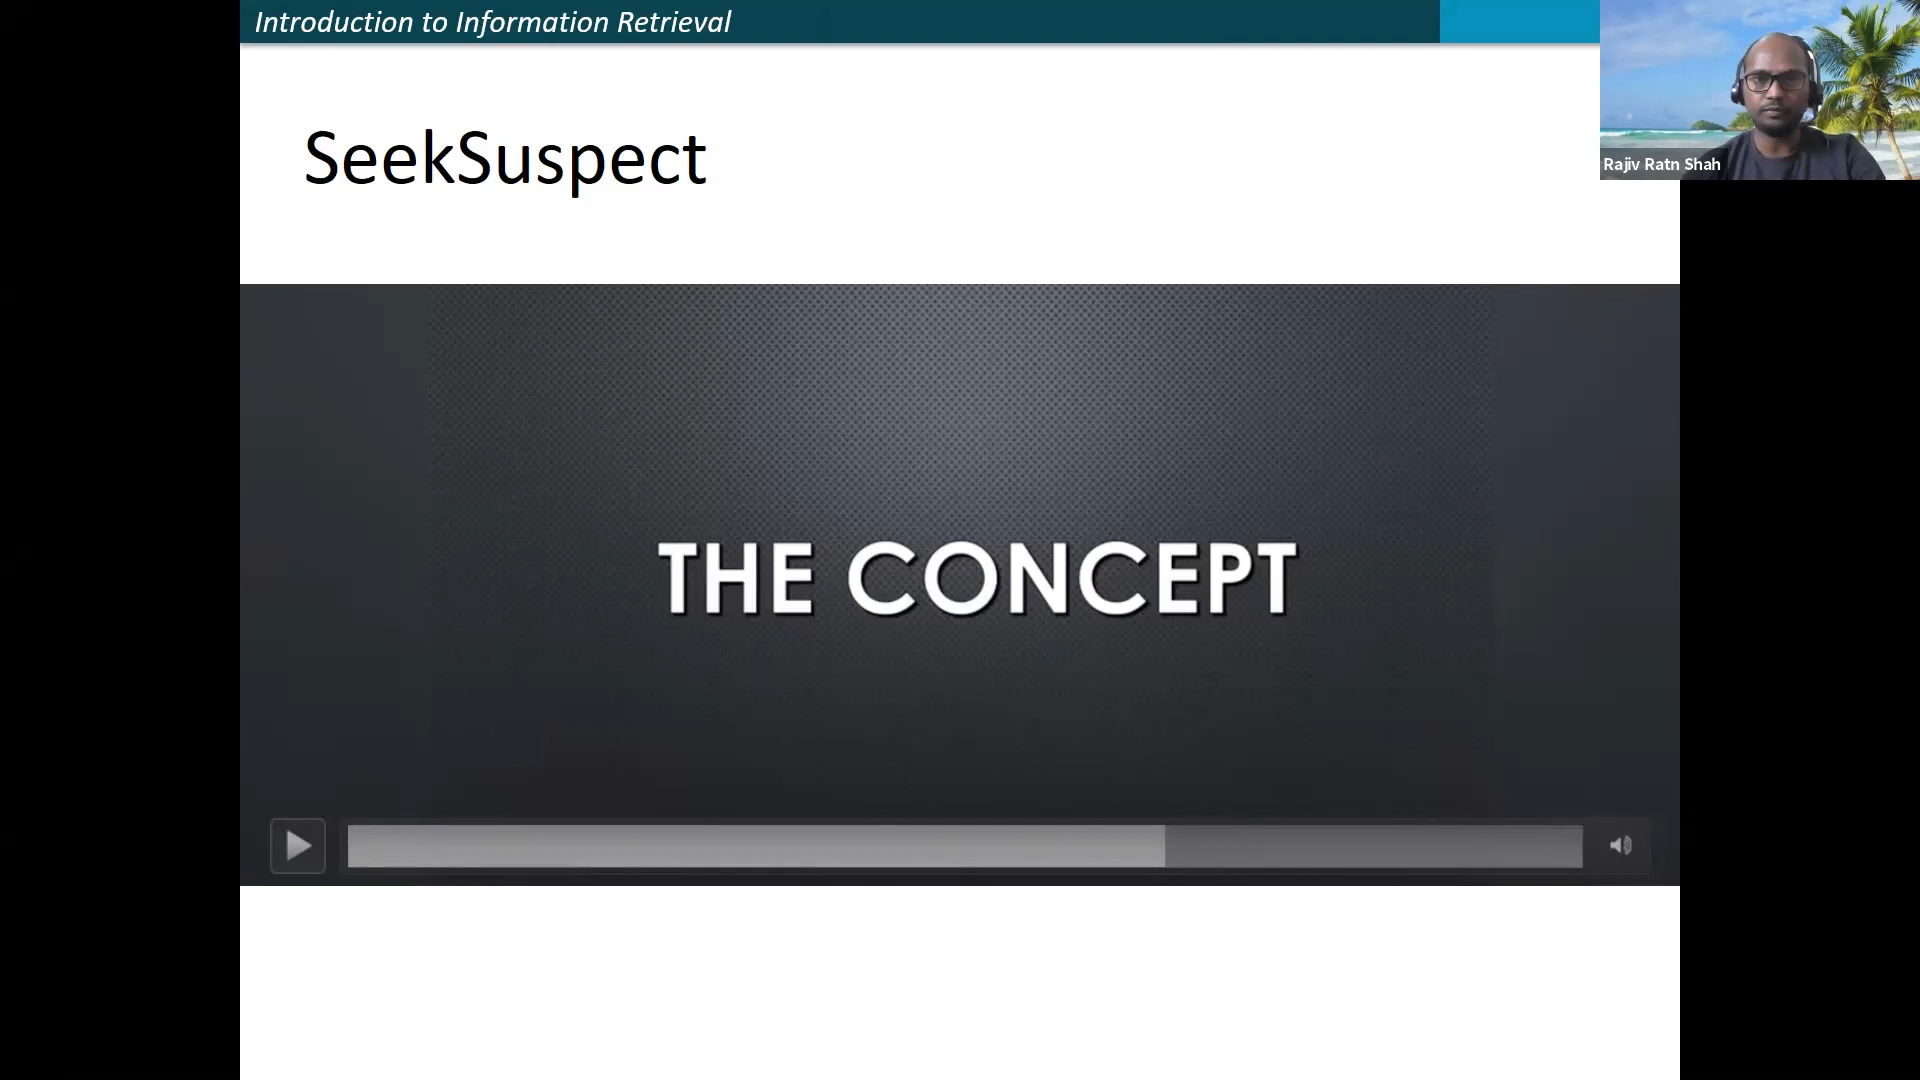 Introduction to Information Retrieval
Rajiv Ratn Shah
SeekSuspect
THE CONCEPT